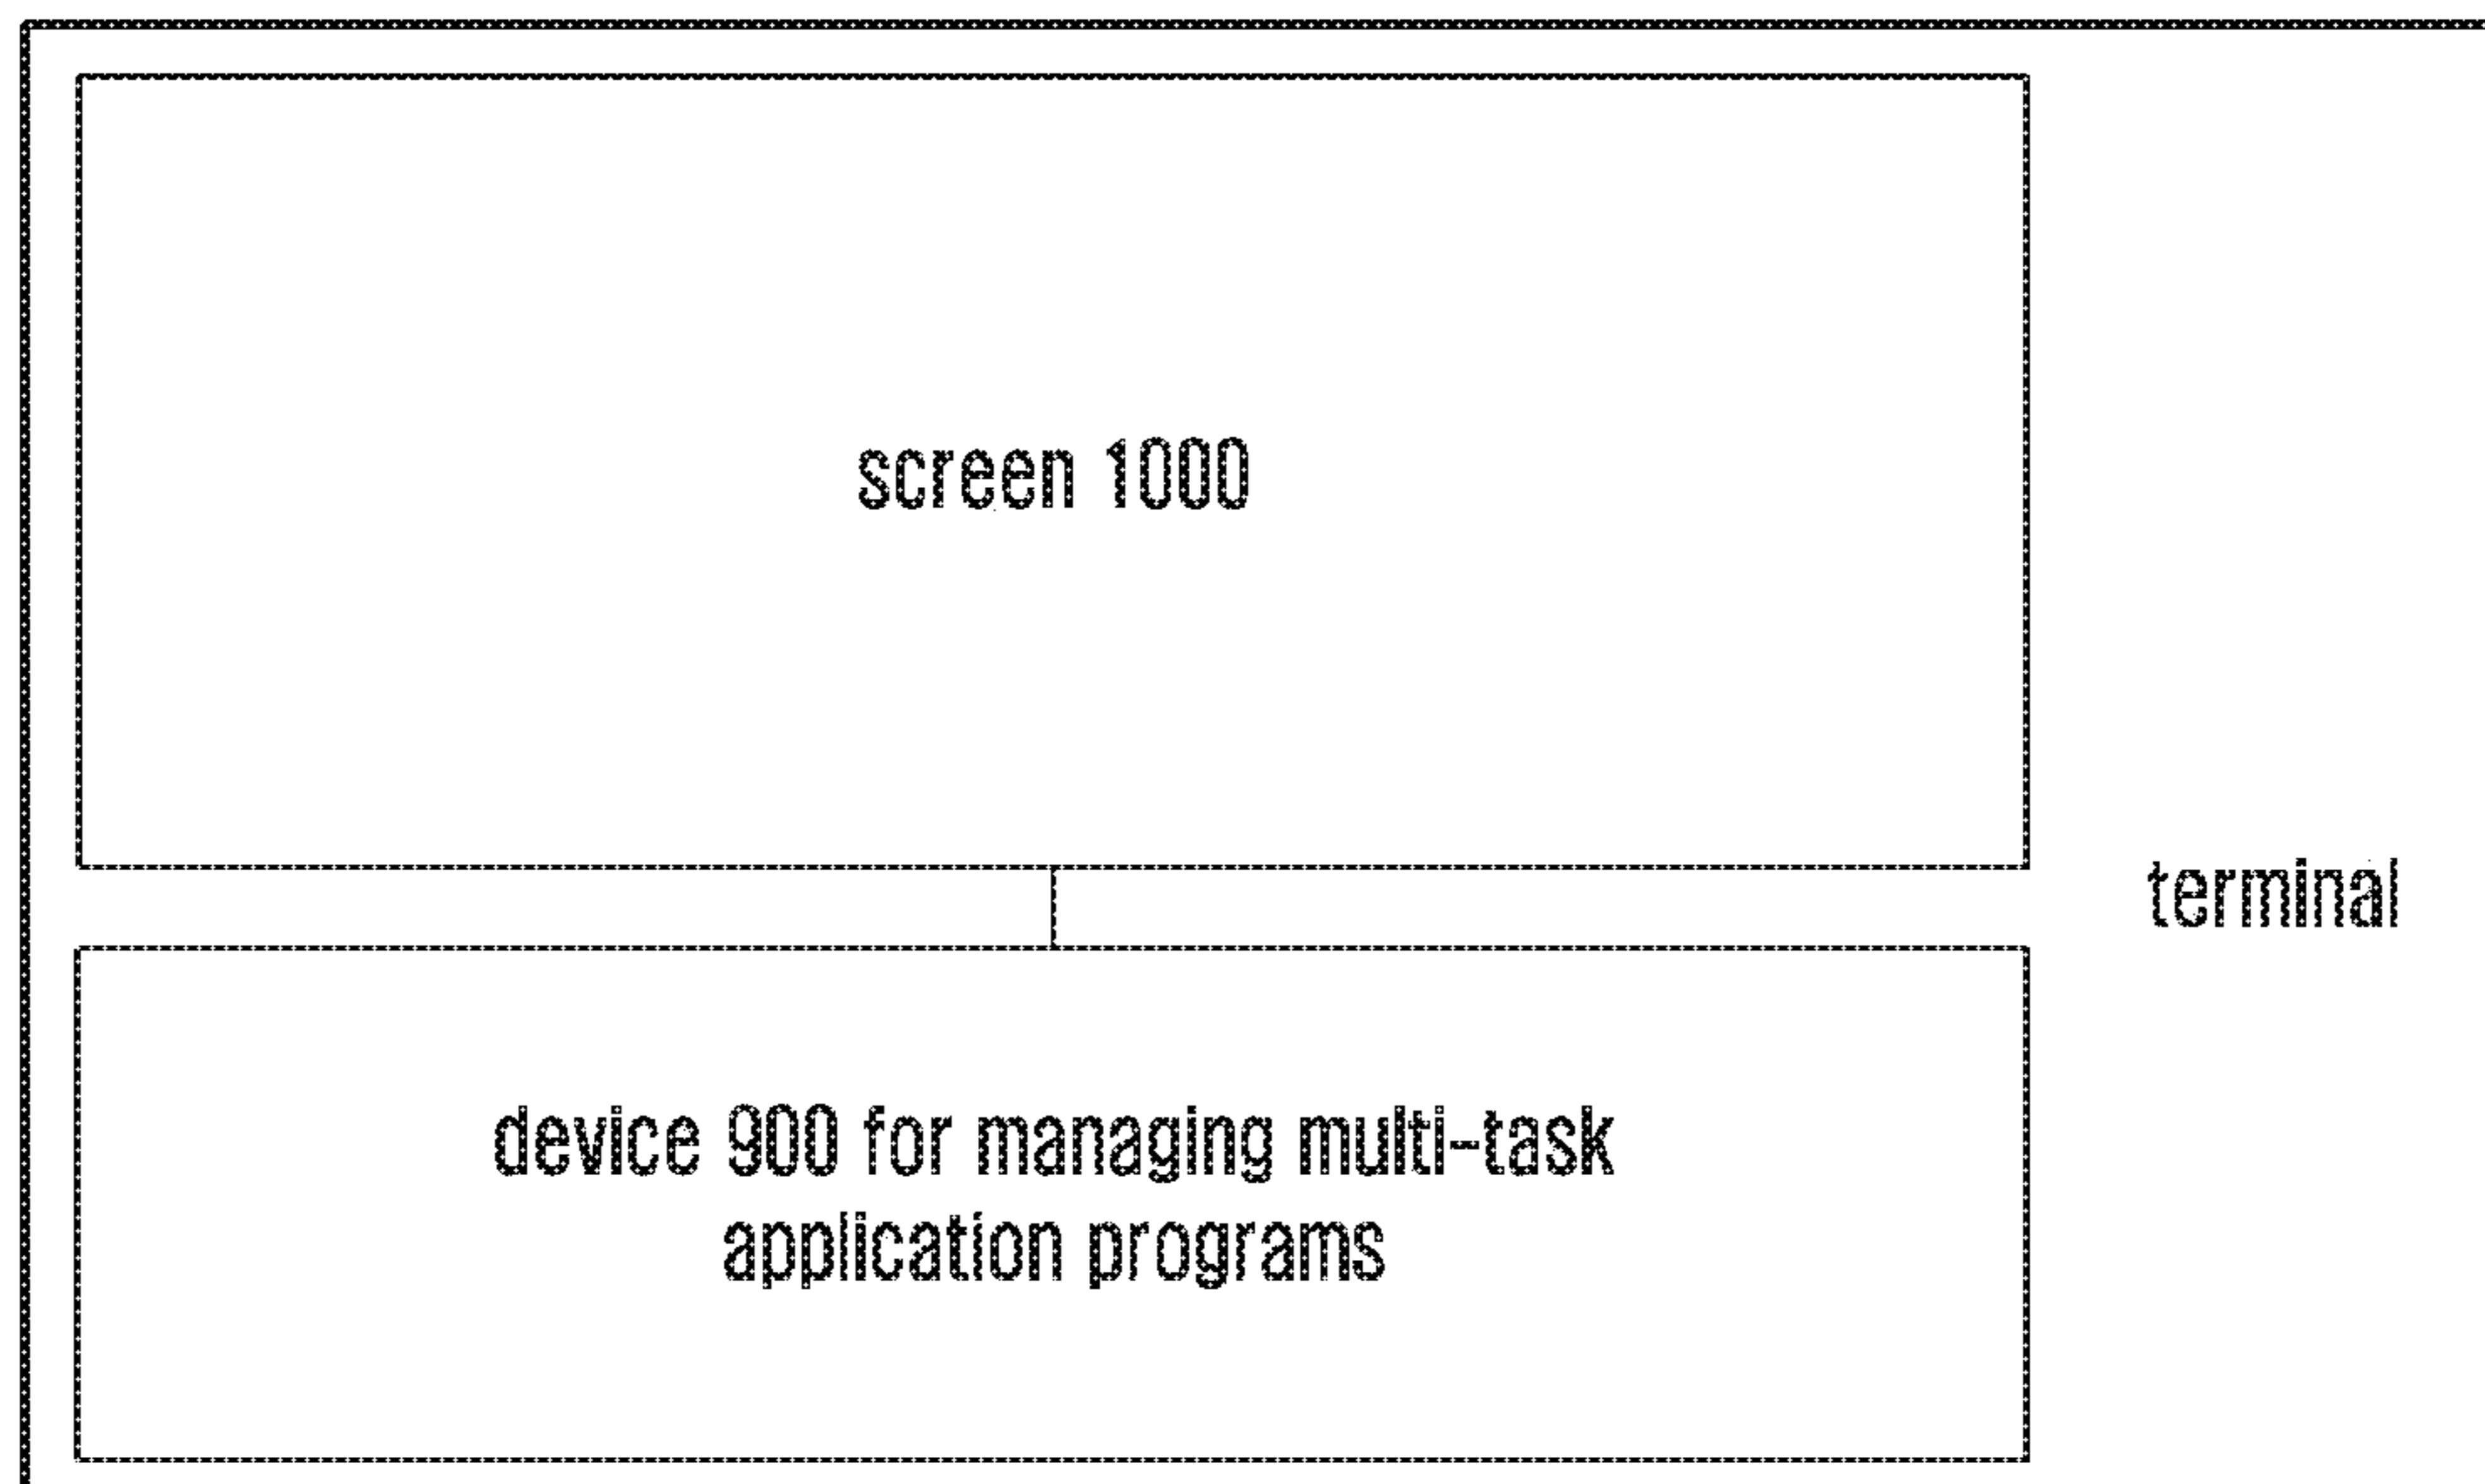 screen 1000
terminal
device 900 for managing multi-task
application programs